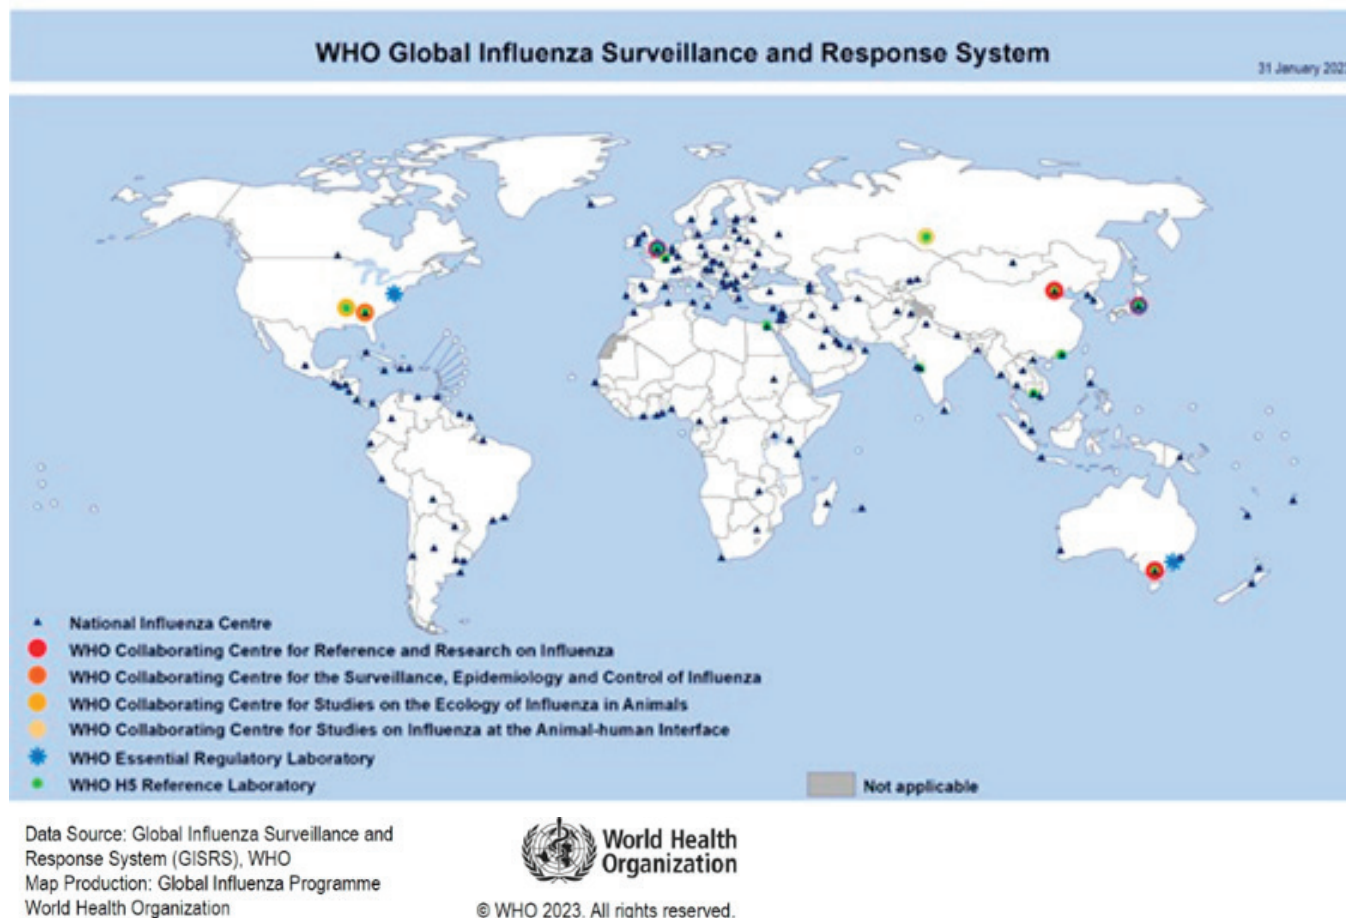 WHO Global Influenza Surveillance and Response System
31 January 2023
National Influenza Centre
WHO Collaborating Centre for Reference and Research on Influenza
WHO Collaborating Centre for the Surveillance, Epidemiology and Control of Influenza
WHO Collaborating Centre for Studies on the Ecology of Influenza in Animals
WHO Collaborating Centre for Studies on Influenza at the Animal-human Interface
WHO Essential Regulatory Laboratory
WHO H5 Reference Laboratory
Not applicable
Data Source: Global Influenza Surveillance and
Response System (GISRS), WHO
Map Production: Global Influenza Programme
World Health Organization
World Health
Organization
© WHO 2023. All rights reserved.